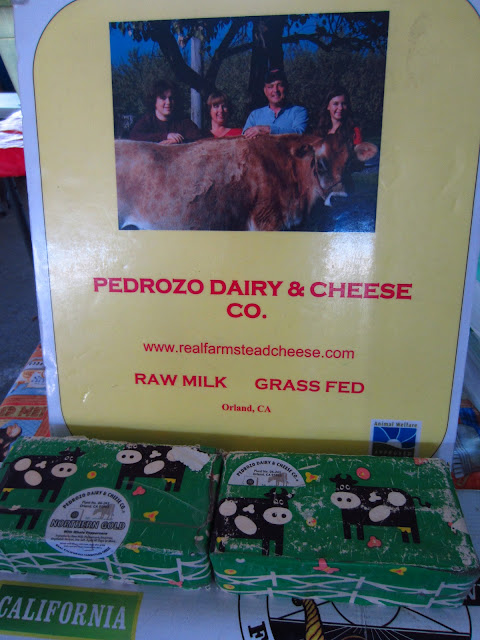 PEDROZO DAIRY & CHEESE
CO.
www.realfarmsteadcheese.com
RAW MILK GRASS FED
Orland, CA
Animal Welfare
APPROVED
PEDROZO DAIRY & CHEESE CO.
NORTHERN GOLD
PEDROZO DAIRY & CHEESE CO.
CALIFORNIA